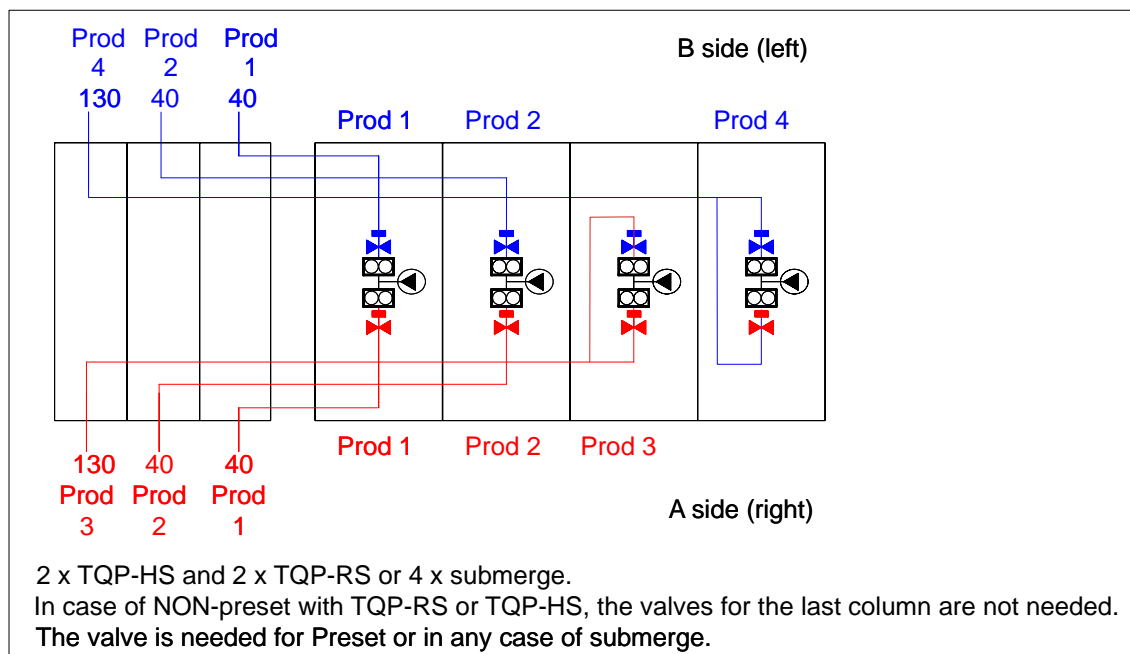 Prod Prod Prod
4 2 1
130 40 40
B side (left)
Prod 1 Prod 2 Prod 4
Prod 1 Prod 2 Prod 3
130 40 40
Prod Prod Prod
3 2 1
A side (right)
2 x TQP-HS and 2 x TQP-RS or 4 x submerge.
In case of NON-preset with TQP-RS or TQP-HS, the valves for the last column are not needed.
The valve is needed for Preset or in any case of submerge.